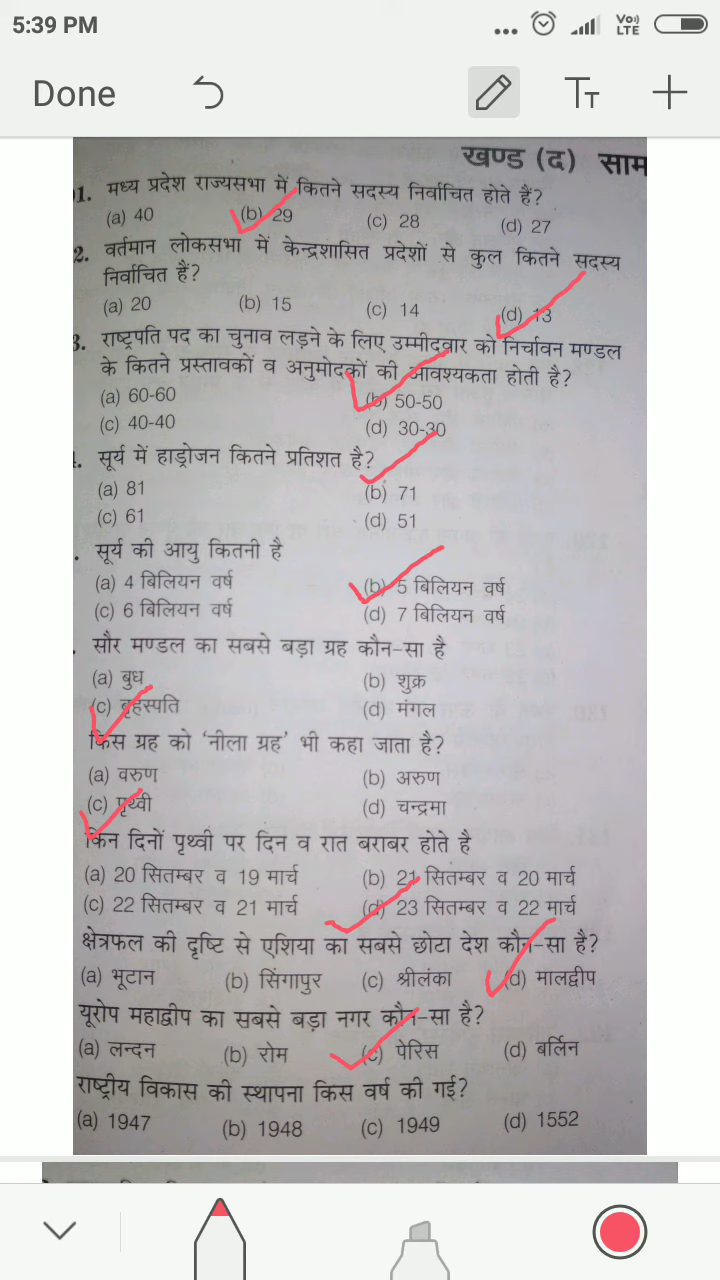 5:39 PM
Vo)) LTE
Done
TT
खण्ड (द) साम
1. मध्य प्रदेश राज्यसभा में कितने सदस्य निर्वाचित होते हैं?
(a) 40 (b) 29 (c) 28 (d) 27
2. वर्तमान लोकसभा में केन्द्रशासित प्रदेशों से कुल कितने सदस्य
निर्वाचित हैं?
(a) 20 (b) 15 (c) 14 (d) 13
3. राष्ट्रपति पद का चुनाव लड़ने के लिए उम्मीदवार को निर्चावन मण्डल
के कितने प्रस्तावकों व अनुमोदकों की आवश्यकता होती है?
(a) 60-60 (b) 50-50
(c) 40-40 (d) 30-30
. सूर्य में हाड्रोजन कितने प्रतिशत है?
(a) 81 (b) 71
(c) 61 (d) 51
. सूर्य की आयु कितनी है
(a) 4 बिलियन वर्ष (b) 5 बिलियन वर्ष
(c) 6 बिलियन वर्ष (d) 7 बिलियन वर्ष
. सौर मण्डल का सबसे बड़ा ग्रह कौन-सा है
(a) बुध (b) शुक्र
(c) बृहस्पति (d) मंगल
किस ग्रह को 'नीला ग्रह' भी कहा जाता है?
(a) वरुण (b) अरुण
(c) पृथ्वी (d) चन्द्रमा
किन दिनों पृथ्वी पर दिन व रात बराबर होते है
(a) 20 सितम्बर व 19 मार्च (b) 21 सितम्बर व 20 मार्च
(c) 22 सितम्बर व 21 मार्च (d) 23 सितम्बर व 22 मार्च
क्षेत्रफल की दृष्टि से एशिया का सबसे छोटा देश कौन-सा है?
(a) भूटान (b) सिंगापुर (c) श्रीलंका (d) मालद्वीप
यूरोप महाद्वीप का सबसे बड़ा नगर कौन-सा है?
(a) लन्दन (b) रोम (c) पेरिस (d) बर्लिन
राष्ट्रीय विकास की स्थापना किस वर्ष की गई?
(a) 1947 (b) 1948 (c) 1949 (d) 1552